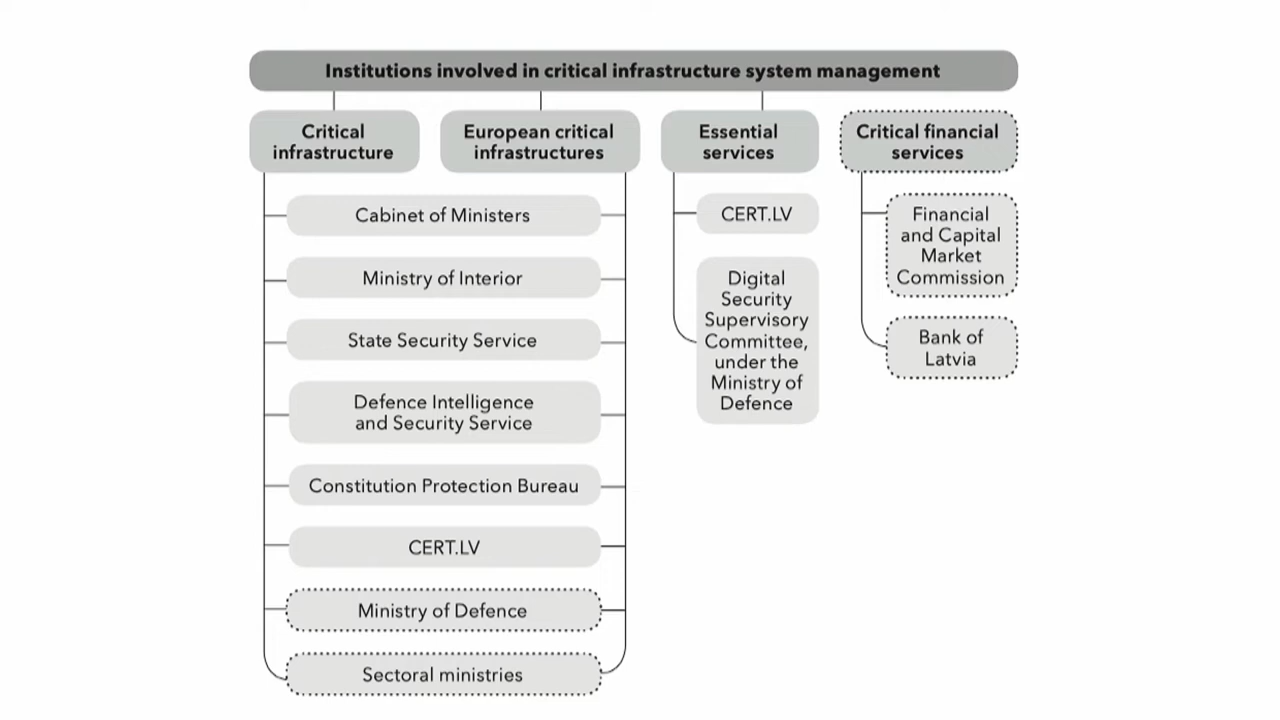 Institutions involved in critical infrastructure system management
Critical
infrastructure
European critical
infrastructures
Essential
services
Critical financial
services
Cabinet of Ministers
Ministry of Interior
State Security Service
Defence Intelligence
and Security Service
Constitution Protection Bureau
CERT.LV
Ministry of Defence
Sectoral ministries
CERT.LV
Digital
Security
Supervisory
Committee,
under the
Ministry of
Defence
Financial
and Capital
Market
Commission
Bank of
Latvia